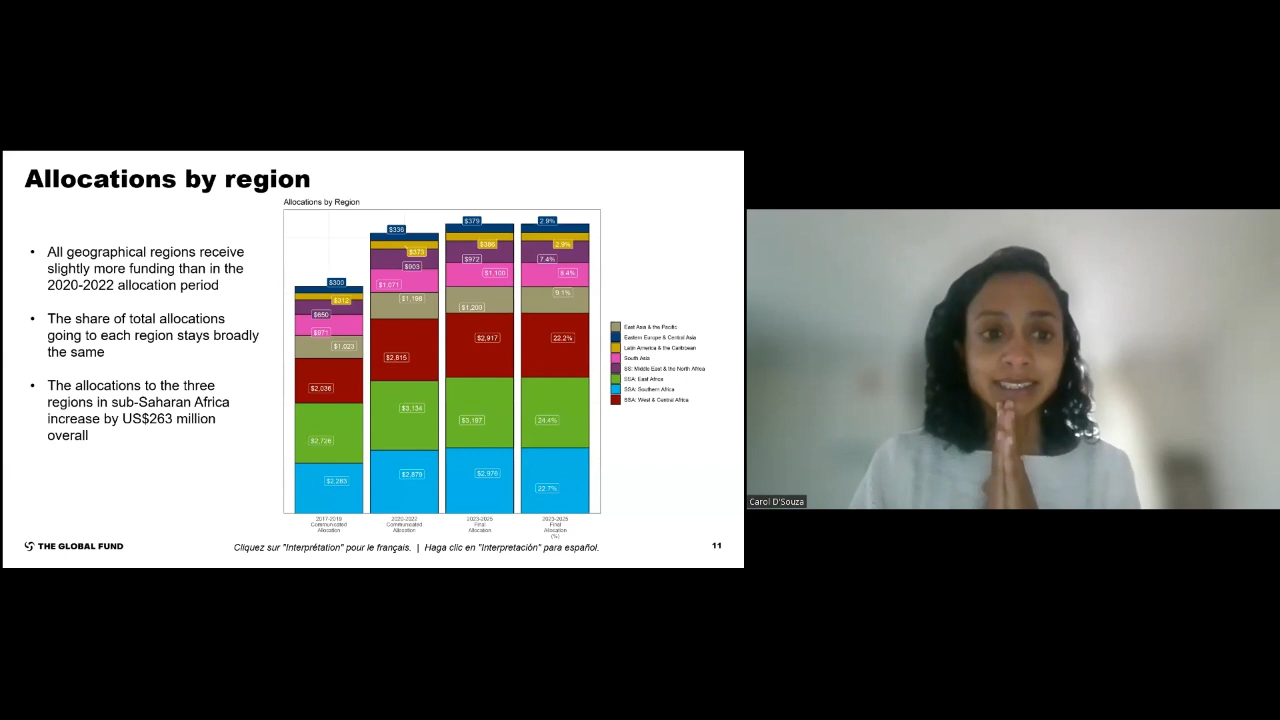 Allocations by region
Allocations by Region
• All geographical regions receive
slightly more funding than in the
2020-2022 allocation period
• The share of total allocations
going to each region stays broadly
the same
• The allocations to the three
regions in sub-Saharan Africa
increase by US$263 million
overall
$300
$312
$650
$971
$1,023
$2,036
$2,728
$2,283
$336
$373
$903
$1,071
$1,198
$2,815
$3,134
$2,879
$379
$386
$972
$1,100
$1,200
$2,917
$3,197
$2,979
2.9%
2.9%
7.4%
8.4%
9.1%
22.2%
24.4%
22.7%
East Asia & the Pacific
Eastern Europe & Central Asia
Latin America & the Caribbean
South Asia
SS: Middle East & the North Africa
SSA: East Africa
SSA: Southern Africa
SSA: West & Central Africa
2017-2019
Communicated
Allocation
2020-2022
Communicated
Allocation
2023-2025
Final
Allocation
2023-2025
Final
Allocation
(%)
THE GLOBAL FUND
Cliquez sur "Interprétation" pour le français. | Haga clic en "Interpretación" para español.
11
Carol D'Souza